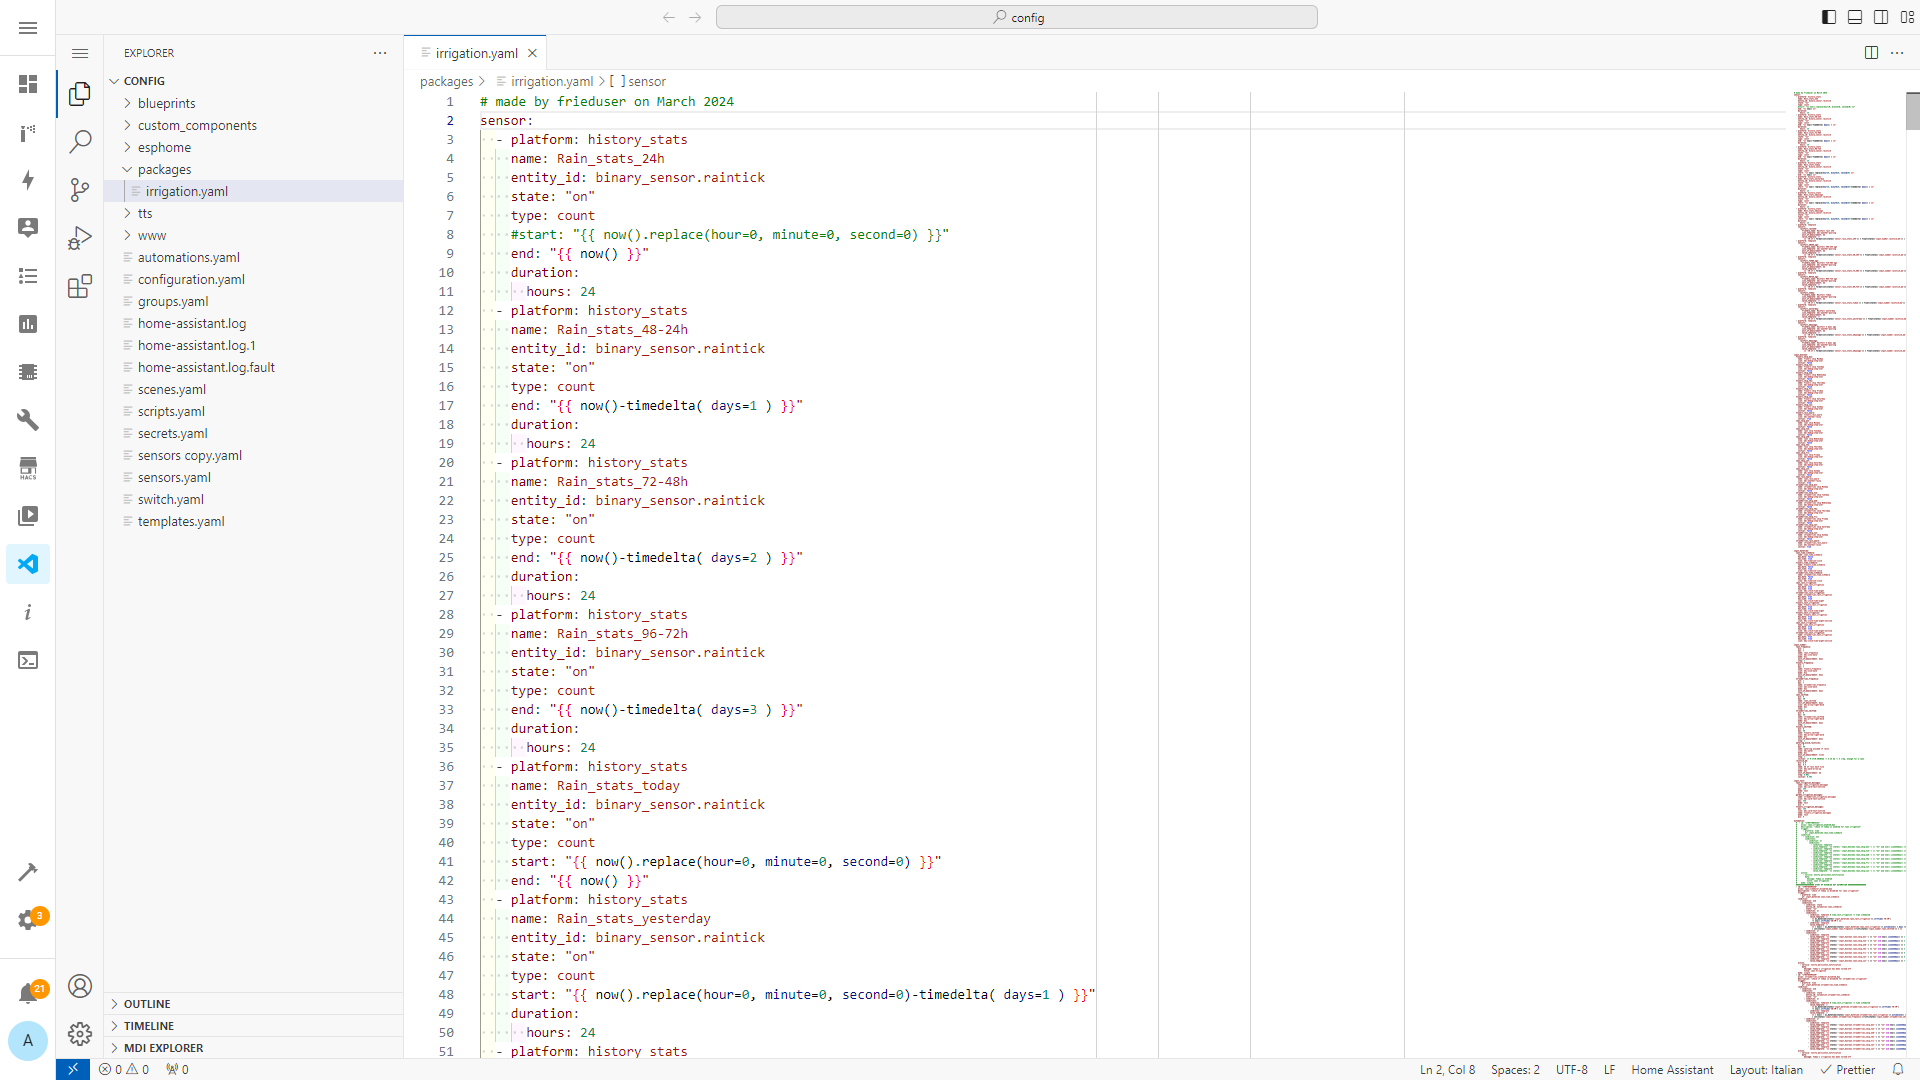 config
EXPLORER
CONFIG
blueprints
custom_components
esphome
packages
irrigation.yaml
tts
www
automations.yaml
configuration.yaml
groups.yaml
home-assistant.log
home-assistant.log.1
home-assistant.log.fault
scenes.yaml
scripts.yaml
secrets.yaml
sensors copy.yaml
sensors.yaml
switch.yaml
templates.yaml
OUTLINE
TIMELINE
MDI EXPLORER
HACS
3
21
A
irrigation.yaml
packages > irrigation.yaml > [ ] sensor
1 # made by frieduser on March 2024
2 sensor:
3 - platform: history_stats
4 name: Rain_stats_24h
5 entity_id: binary_sensor.raintick
6 state: "on"
7 type: count
8 #start: "{{ now().replace(hour=0, minute=0, second=0) }}"
9 end: "{{ now() }}"
10 duration:
11 hours: 24
12 - platform: history_stats
13 name: Rain_stats_48-24h
14 entity_id: binary_sensor.raintick
15 state: "on"
16 type: count
17 end: "{{ now()-timedelta( days=1 ) }}"
18 duration:
19 hours: 24
20 - platform: history_stats
21 name: Rain_stats_72-48h
22 entity_id: binary_sensor.raintick
23 state: "on"
24 type: count
25 end: "{{ now()-timedelta( days=2 ) }}"
26 duration:
27 hours: 24
28 - platform: history_stats
29 name: Rain_stats_96-72h
30 entity_id: binary_sensor.raintick
31 state: "on"
32 type: count
33 end: "{{ now()-timedelta( days=3 ) }}"
34 duration:
35 hours: 24
36 - platform: history_stats
37 name: Rain_stats_today
38 entity_id: binary_sensor.raintick
39 state: "on"
40 type: count
41 start: "{{ now().replace(hour=0, minute=0, second=0) }}"
42 end: "{{ now() }}"
43 - platform: history_stats
44 name: Rain_stats_yesterday
45 entity_id: binary_sensor.raintick
46 state: "on"
47 type: count
48 start: "{{ now().replace(hour=0, minute=0, second=0)-timedelta( days=1 ) }}"
49 duration:
50 hours: 24
51 - platform: history_stats
0 0 0
Ln 2, Col 8 Spaces: 2 UTF-8 LF Home Assistant Layout: Italian Prettier